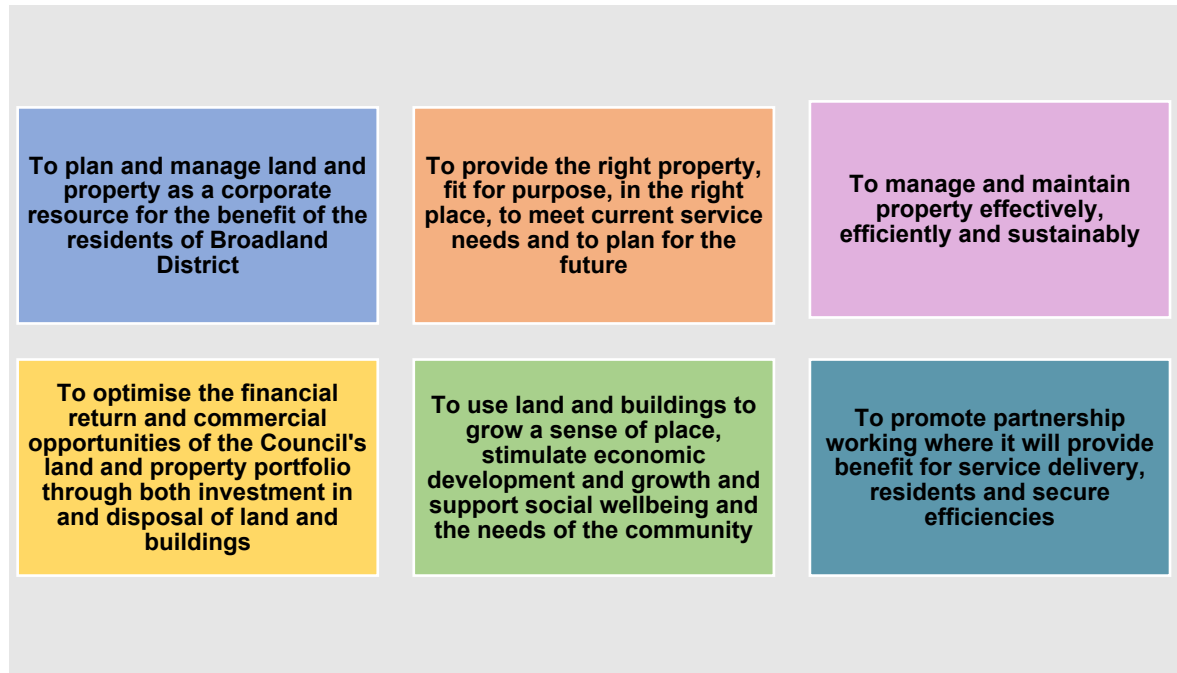 To plan and manage land and
property as a corporate
resource for the benefit of the
residents of Broadland
District
To provide the right property,
fit for purpose, in the right
place, to meet current service
needs and to plan for the
future
To manage and maintain
property effectively,
efficiently and sustainably
To optimise the financial
return and commercial
opportunities of the Council's
land and property portfolio
through both investment in
and disposal of land and
buildings
To use land and buildings to
grow a sense of place,
stimulate economic
development and growth and
support social wellbeing and
the needs of the community
To promote partnership
working where it will provide
benefit for service delivery,
residents and secure
efficiencies